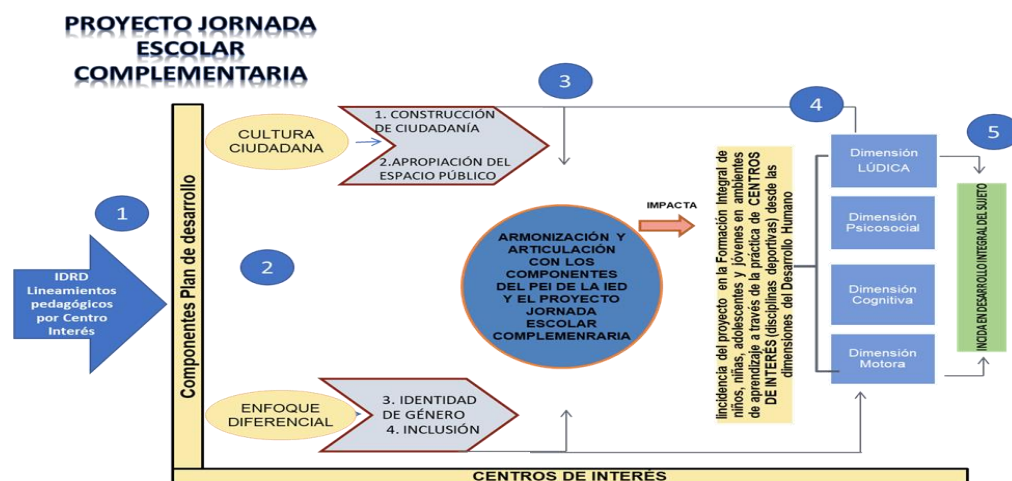 PROYECTO JORNADA
ESCOLAR
COMPLEMENTARIA
1
IDRD
Lineamientos
pedagógicos
por Centro
Interés
Componentes Plan de desarrollo
2
CULTURA
CIUDADANA
1. CONSTRUCCIÓN
DE CIUDADANÍA
2.APROPIACIÓN DEL
ESPACIO PÚBLICO
ENFOQUE
DIFERENCIAL
3. IDENTIDAD
DE GÉNERO
4. INCLUSIÓN
3
ARMONIZACIÓN Y
ARTICULACIÓN
CON LOS
COMPONENTES
DEL PEI DE LA IED
Y EL PROYECTO
JORNADA
ESCOLAR
COMPLEMENRARIA
IMPACTA
Iincidencia del proyecto en la Formación Integral de
niños, niñas, adolescentes y jóvenes en ambientes
de aprendizaje a través de la práctica de CENTROS
DE INTERÉS (disciplinas deportivas) desde las
dimensiones del Desarrollo Humano
4
Dimensión
LÚDICA
Dimensión
Psicosocial
Dimensión
Cognitiva
Dimensión
Motora
5
INCIDA EN DESARROLLO INTEGRAL DEL SUJETO
CENTROS DE INTERÉS